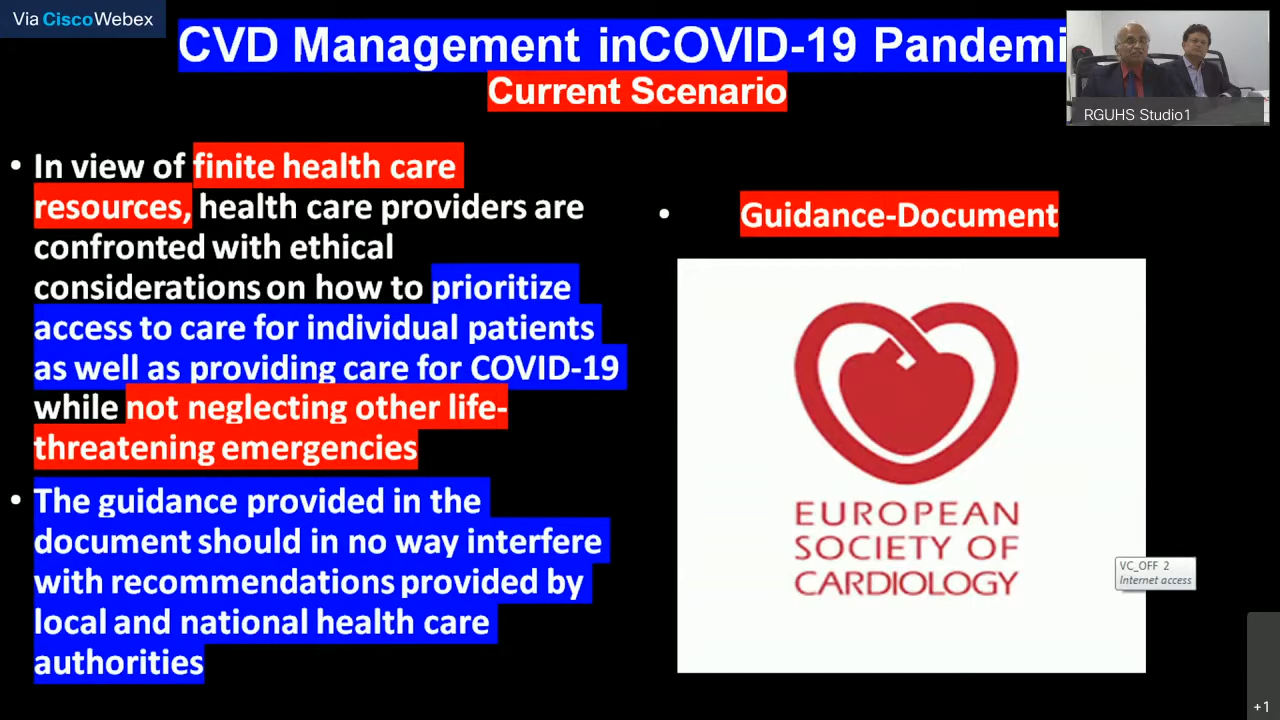 Via CiscoWebex
CVD Management inCOVID-19 Pandemi
Current Scenario
RGUHS Studio1
• In view of finite health care
resources, health care providers are
confronted with ethical
considerations on how to prioritize
access to care for individual patients
as well as providing care for COVID-19
while not neglecting other life-
threatening emergencies
• The guidance provided in the
document should in no way interfere
with recommendations provided by
local and national health care
authorities
• Guidance-Document
EUROPEAN
SOCIETY OF
CARDIOLOGY
VC_OFF 2
Internet access
+1